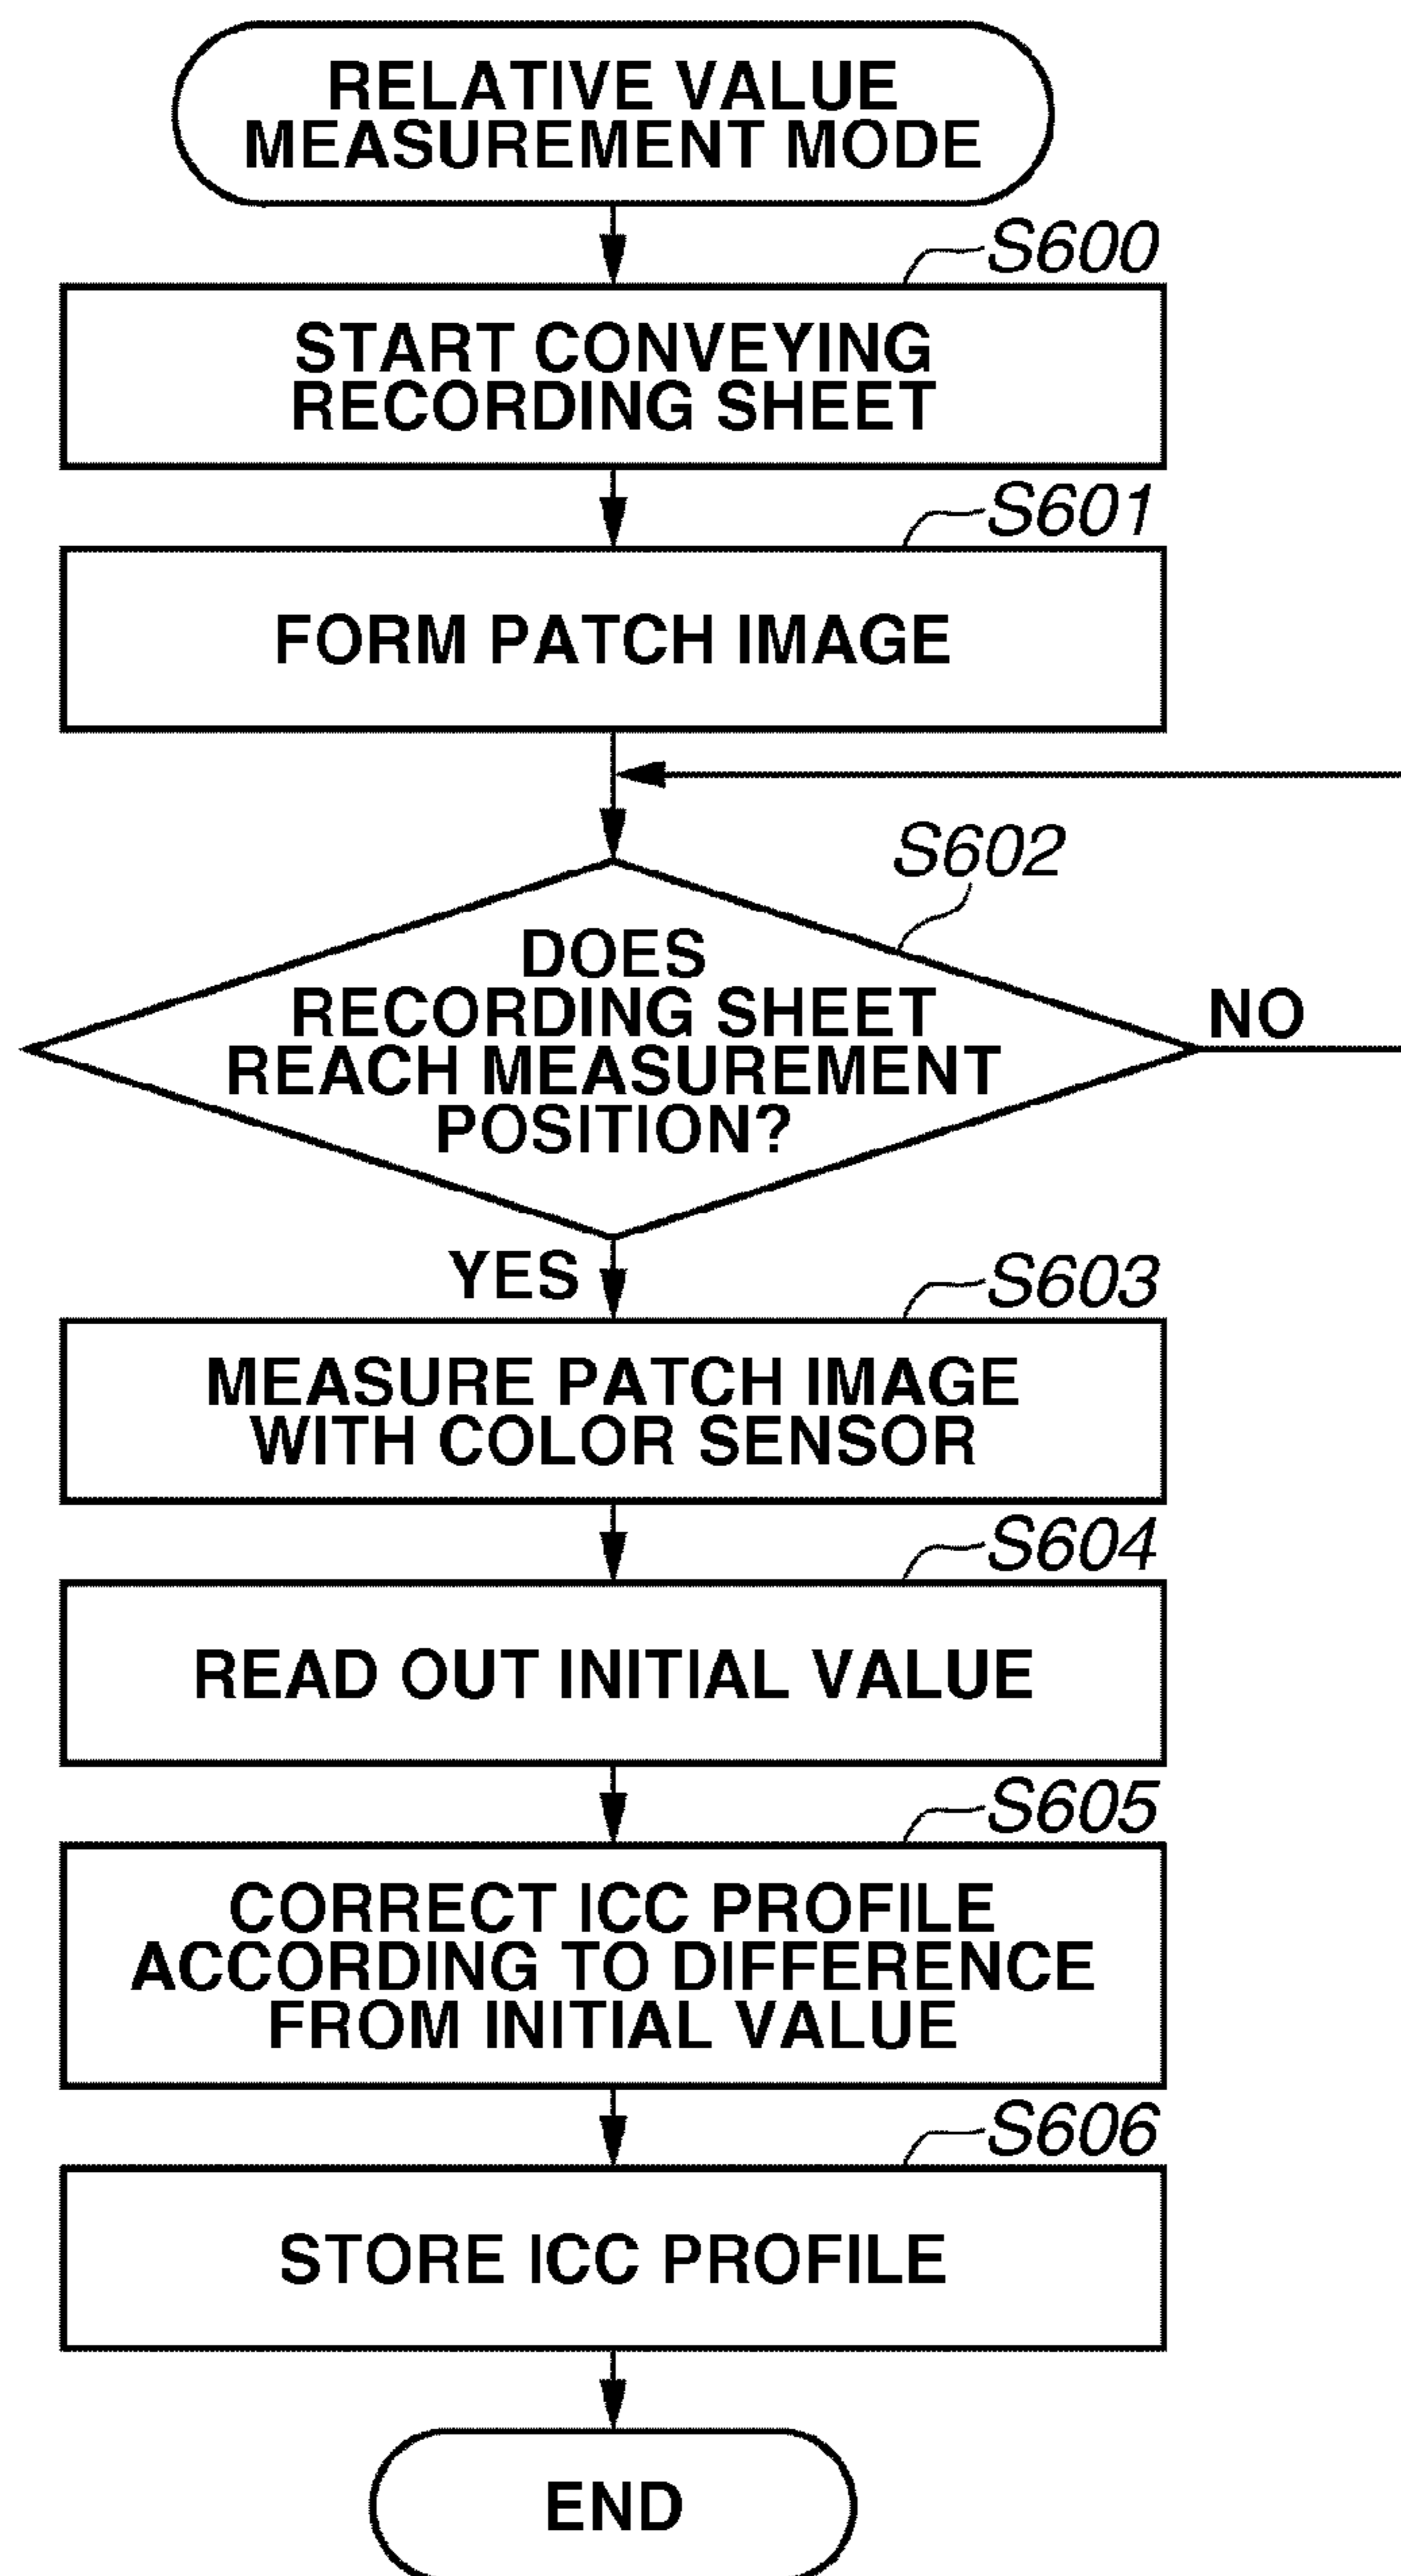 RELATIVE VALUE
MEASUREMENT MODE
S600
START CONVEYING
RECORDING SHEET
S601
FORM PATCH IMAGE
S602
DOES
RECORDING SHEET
REACH MEASUREMENT
POSITION?
NO
YES
S603
MEASURE PATCH IMAGE
WITH COLOR SENSOR
S604
READ OUT INITIAL VALUE
S605
CORRECT ICC PROFILE
ACCORDING TO DIFFERENCE
FROM INITIAL VALUE
S606
STORE ICC PROFILE
END